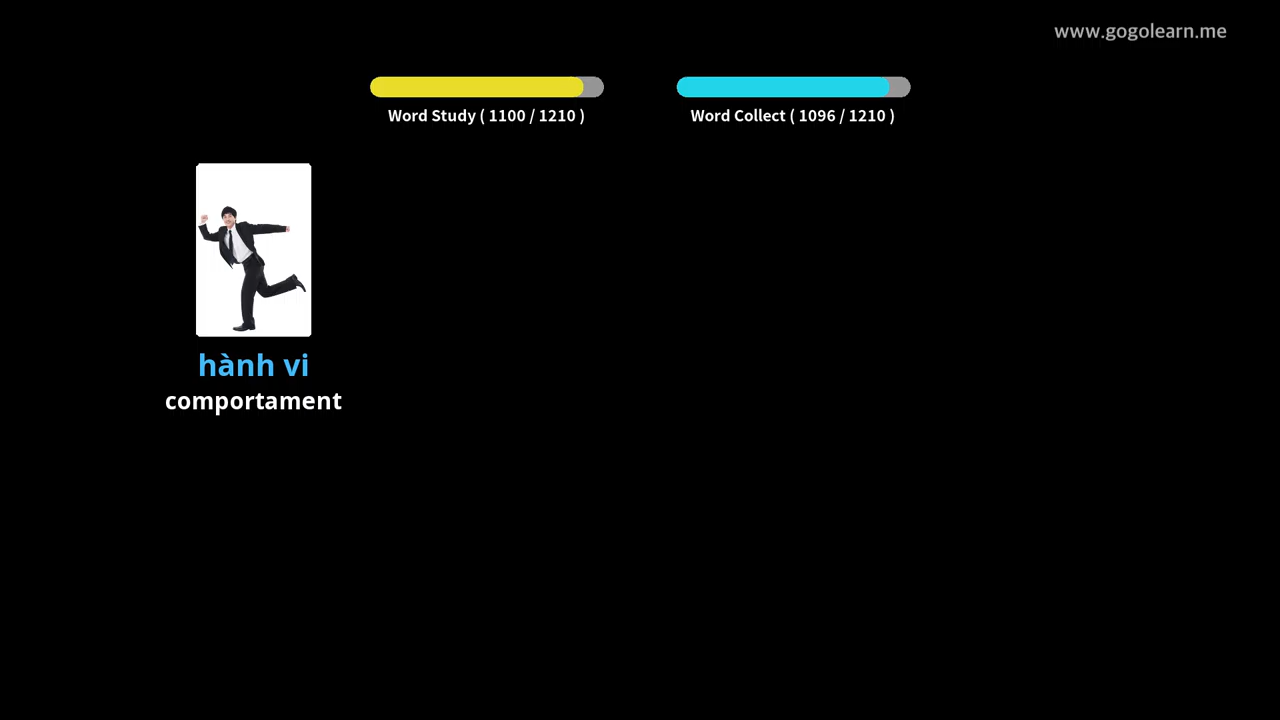 www.gogolearn.me
Word Study ( 1100 / 1210 )
Word Collect ( 1096 / 1210 )
hành vi
comportament